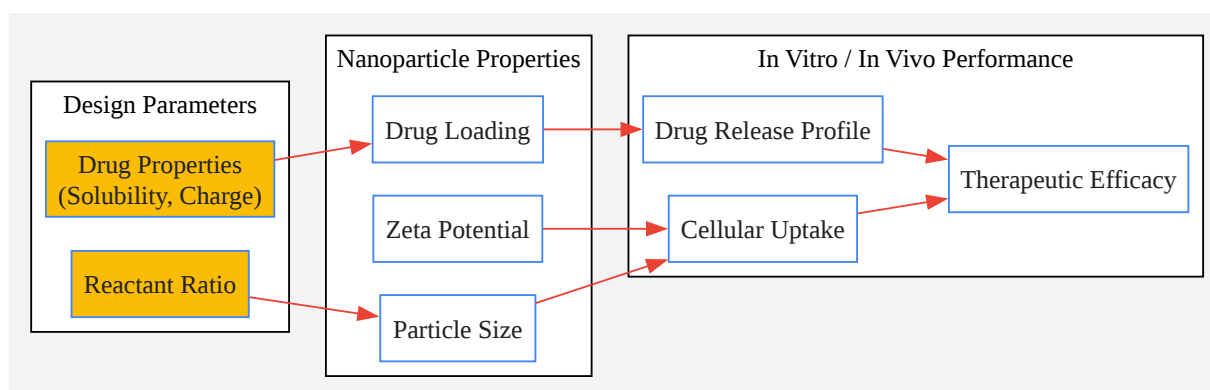 Design Parameters
Drug Properties
(Solubility, Charge)
Reactant Ratio
Nanoparticle Properties
Drug Loading
Zeta Potential
Particle Size
In Vitro / In Vivo Performance
Drug Release Profile
Cellular Uptake
Therapeutic Efficacy